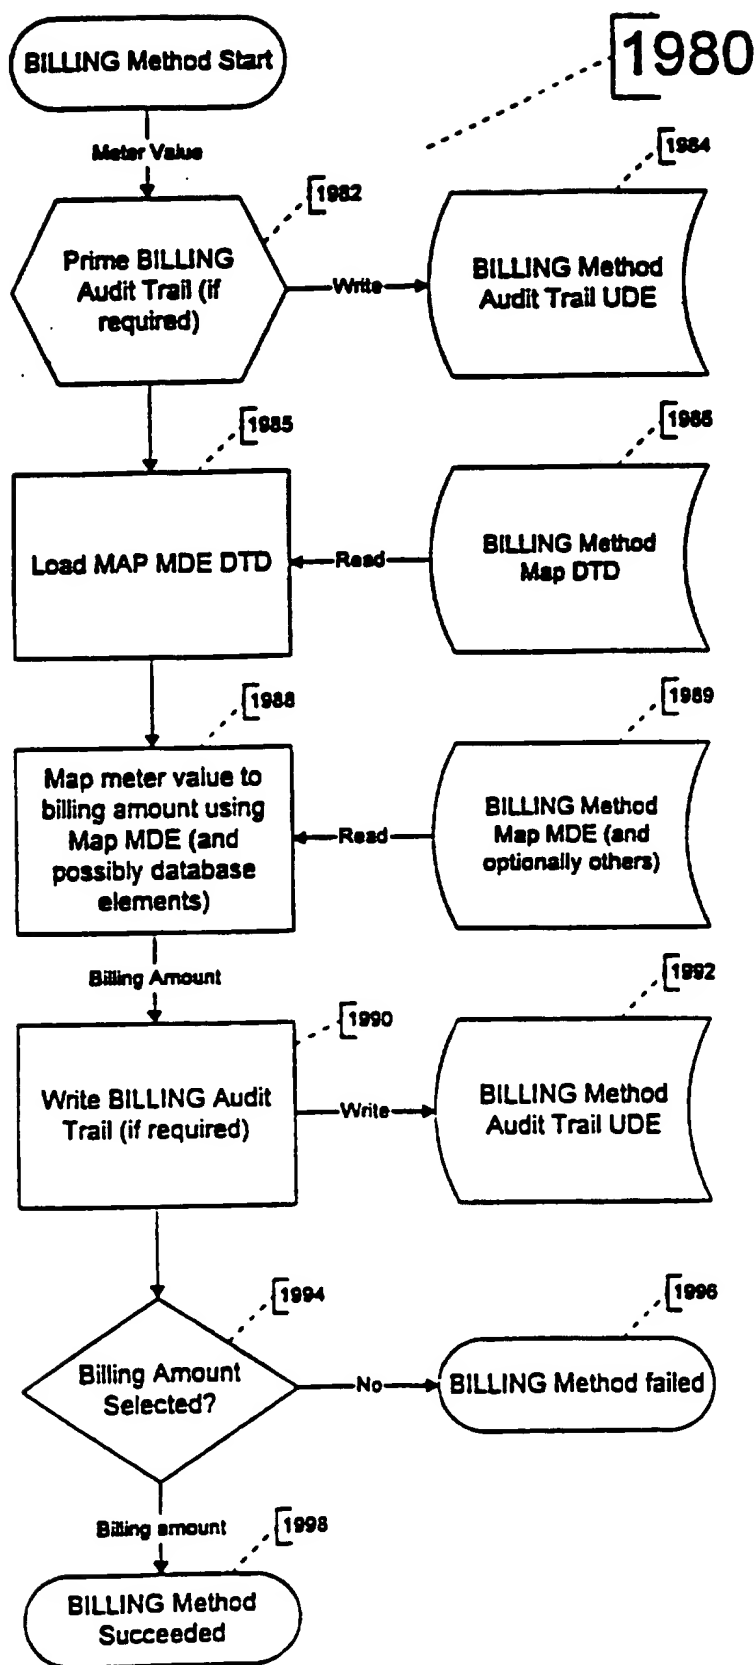 BILLING Method Start
1980
Meter Value
1984
1982
Prime BILLING
Audit Trail (if
required)
Write
BILLING Method
Audit Trail UDE
1985
1986
Load MAP MDE DTD
Read
BILLING Method
Map DTD
1988
1989
Map meter value to
billing amount using
Map MDE (and
possibly database
elements)
Read
BILLING Method
Map MDE (and
optionally others)
Billing Amount
1990
1992
Write BILLING Audit
Trail (if required)
Write
BILLING Method
Audit Trail UDE
1994
1996
Billing Amount
Selected?
No
BILLING Method failed
Billing amount
1998
BILLING Method
Succeeded